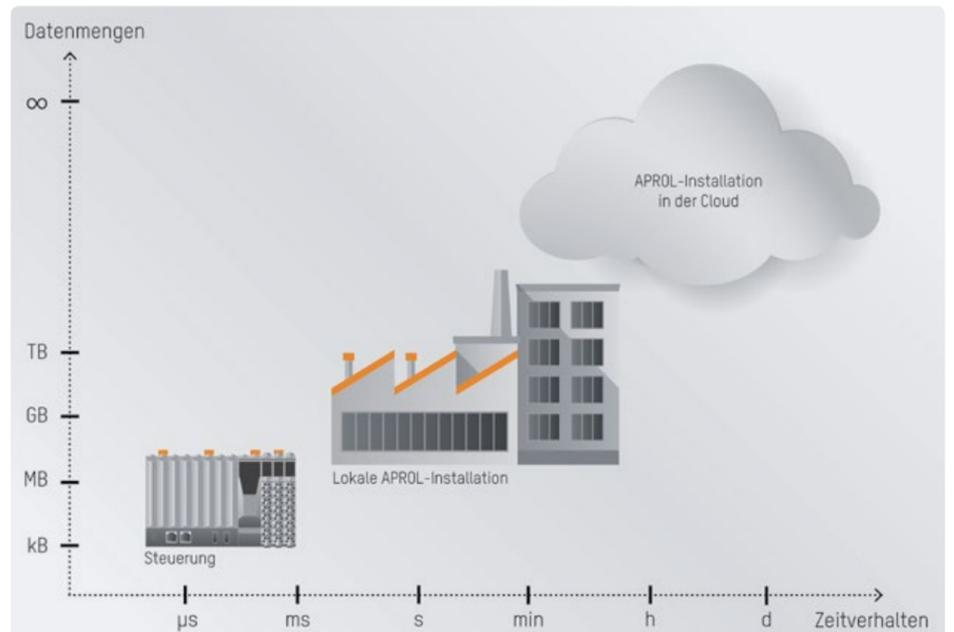 Datenmengen
∞
APROL-Installation
in der Cloud
TB
GB
MB
Lokale APROL-Installation
kB
Steuerung
µs
ms
s
min
h
d
Zeitverhalten